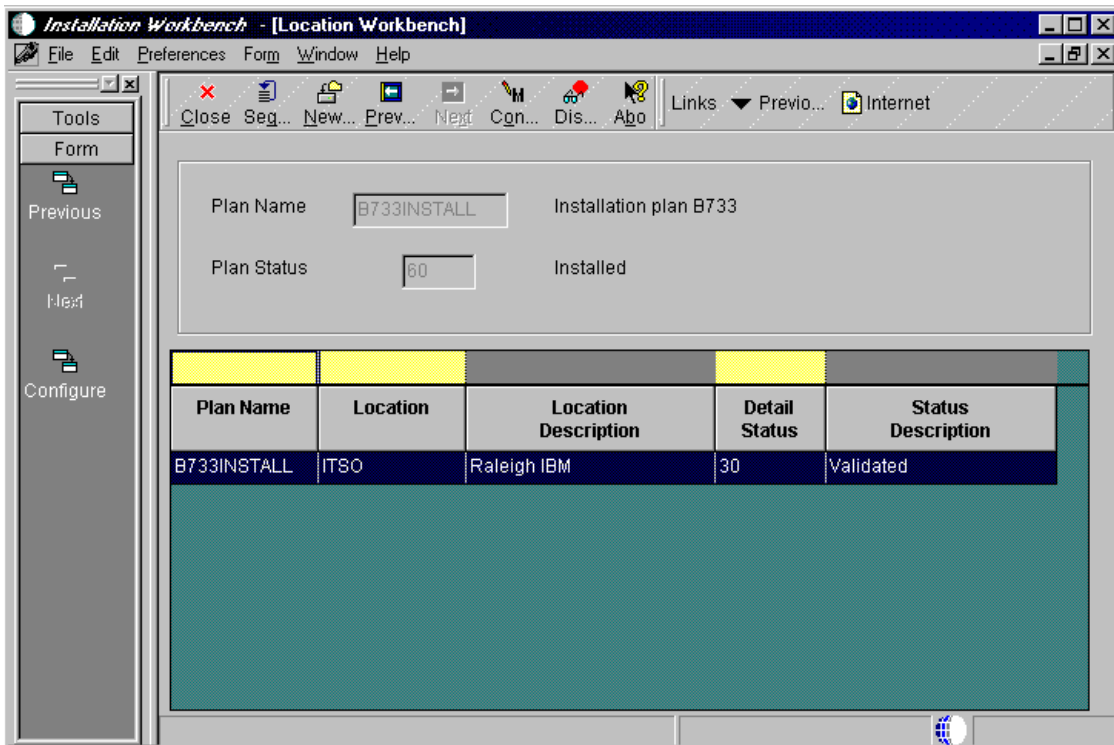 Installation Workbench - [Location Workbench]
File Edit Preferences Form Window Help
Tools
Form
Previous
Next
Configure
Close Seq... New... Prev... Next Con... Dis... Abo Links Previo... Internet
Plan Name B733INSTALL Installation plan B733
Plan Status 60 Installed
Plan Name Location Location Description Detail Status Status Description
B733INSTALL ITSO Raleigh IBM 30 Validated